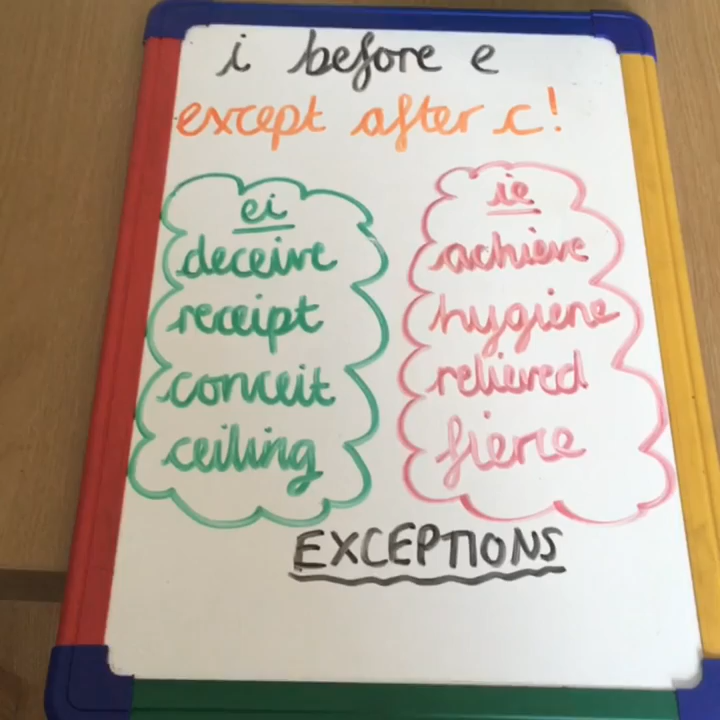 i before e
except after c!
ei
deceive
receipt
conceit
ceiling
ie
achieve
hygiene
relieved
fierce
EXCEPTIONS